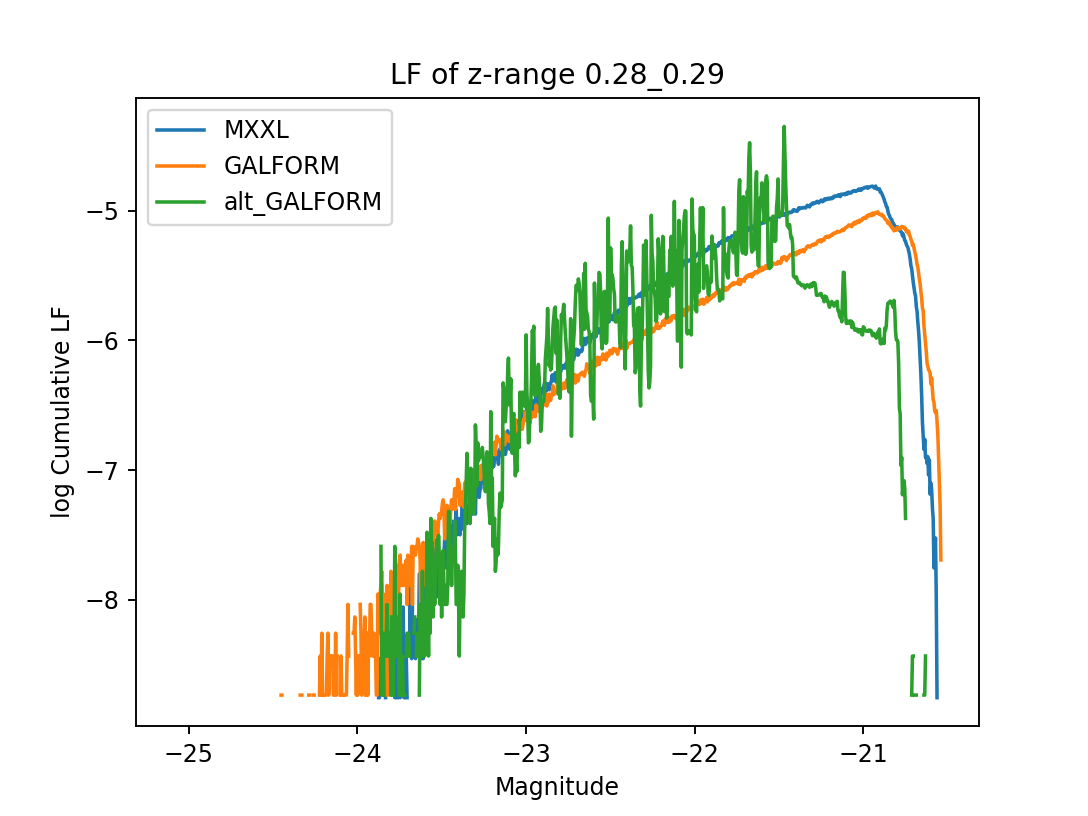 LF of z-range 0.28_0.29
MXXL
GALFORM
alt_GALFORM
−5
−6
−7
−8
log Cumulative LF
−25
−24
−23
−22
−21
Magnitude